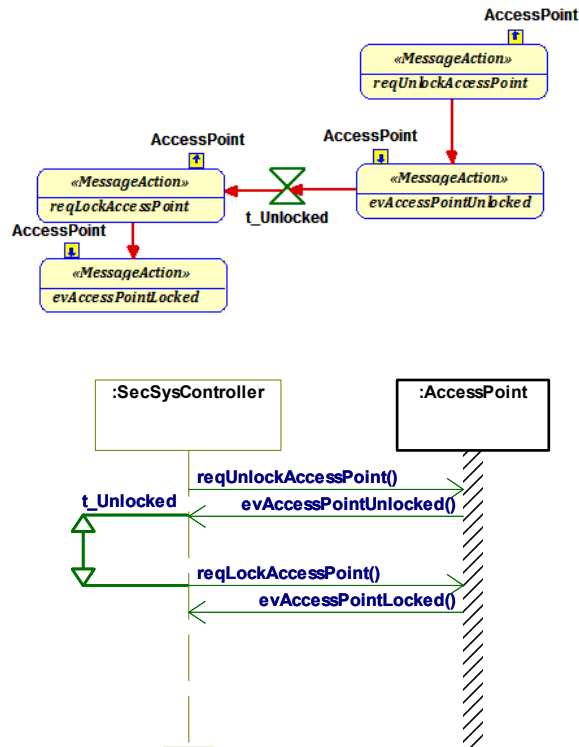 AccessPoint
«MessageAction»
reqUnlockAccessPoint
AccessPoint
AccessPoint
«MessageAction»
reqLockAccessPoint
t_Unlocked
«MessageAction»
evAccessPointUnlocked
AccessPoint
«MessageAction»
evAccessPointLocked
:SecSysController
:AccessPoint
reqUnlockAccessPoint()
t_Unlocked
evAccessPointUnlocked()
reqLockAccessPoint()
evAccessPointLocked()